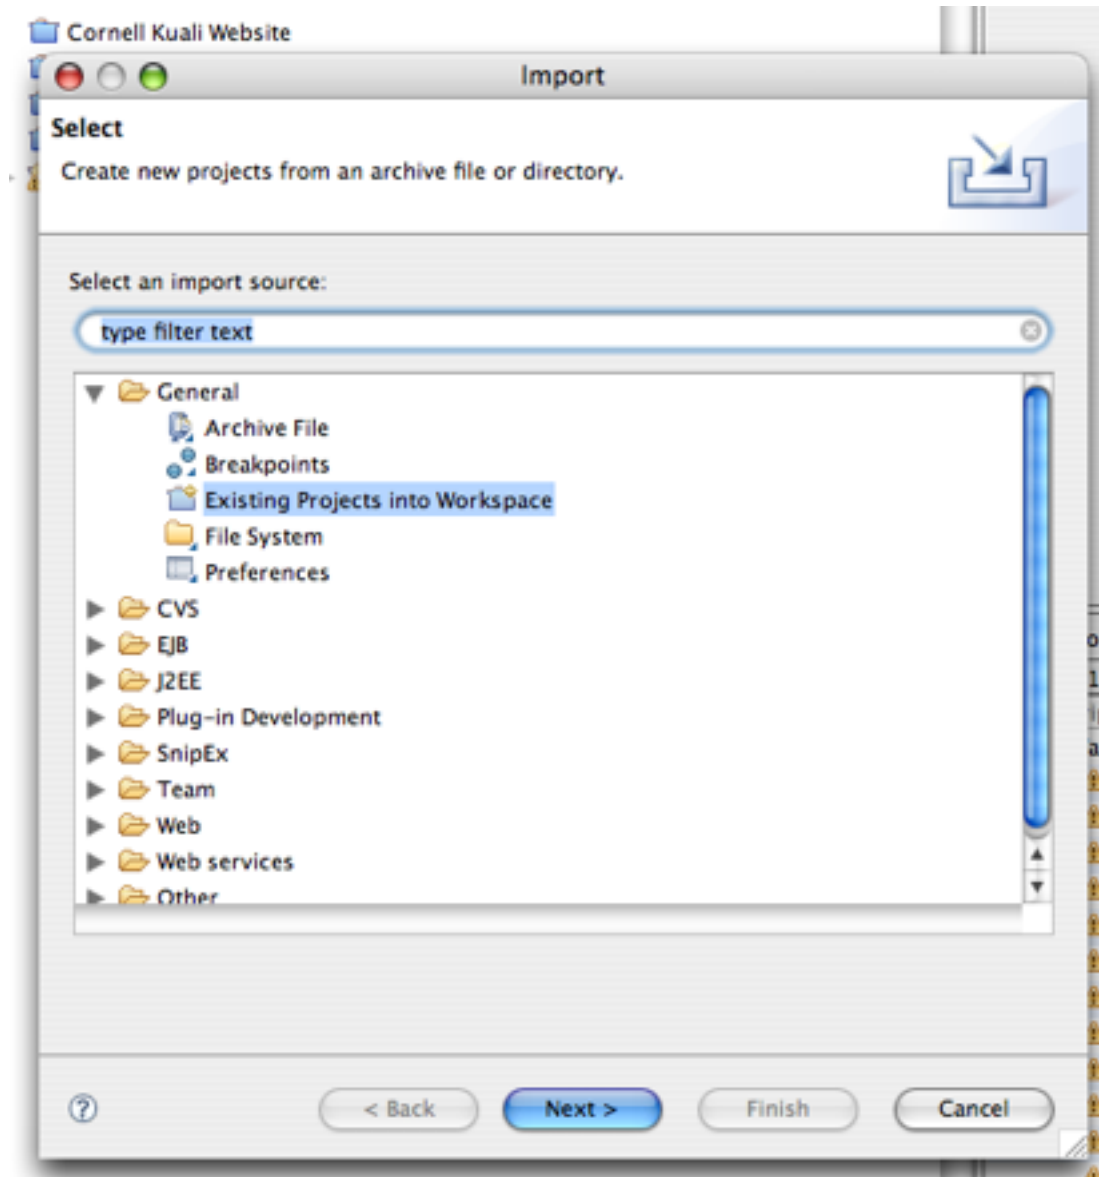 Cornell Kuali Website
Import
Select
Create new projects from an archive file or directory.
Select an import source:
type filter text
General
Archive File
Breakpoints
Existing Projects into Workspace
File System
Preferences
CVS
EJB
J2EE
Plug-in Development
SnipEx
Team
Web
Web services
Other
?
< Back
Next >
Finish
Cancel